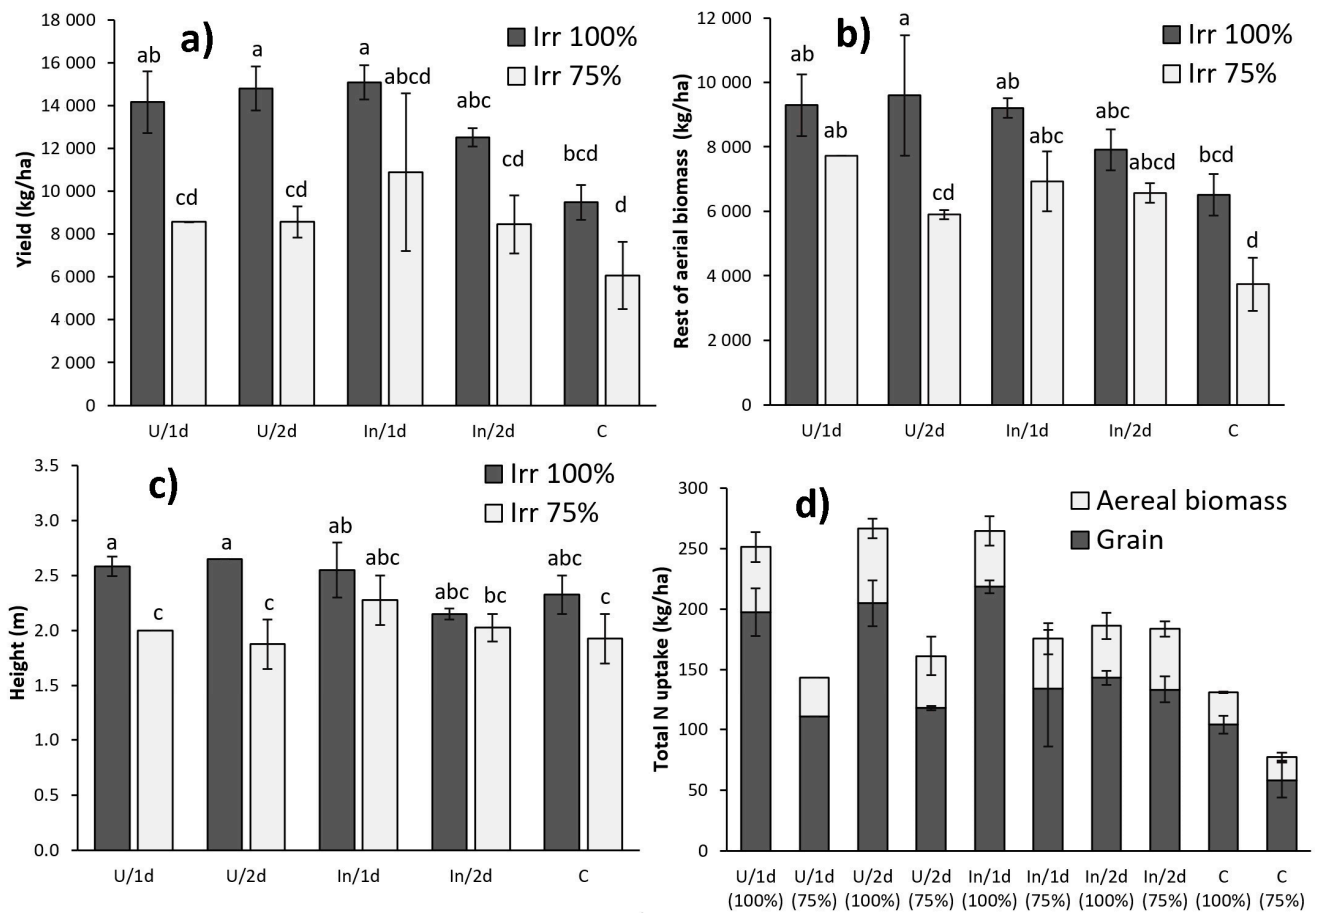 a)
Irr 100%
Irr 75%
Yield (kg/ha)
18 000
16 000
14 000
12 000
10 000
8 000
6 000
4 000
2 000
0
ab
cd
a
cd
a
abcd
abc
cd
bcd
d
U/1d U/2d In/1d In/2d C
b)
Irr 100%
Irr 75%
Rest of aerial biomass (kg/ha)
12 000
10 000
8 000
6 000
4 000
2 000
0
ab
ab
a
cd
ab
abc
abc
abcd
bcd
d
U/1d U/2d In/1d In/2d C
c)
Irr 100%
Irr 75%
Height (m)
3.5
3.0
2.5
2.0
1.5
1.0
0.5
0.0
a
c
a
c
ab
abc
abc
bc
abc
c
U/1d U/2d In/1d In/2d C
d)
Aereal biomass
Grain
Total N uptake (kg/ha)
300
250
200
150
100
50
0
U/1d U/1d U/2d U/2d In/1d In/1d In/2d In/2d C C
(100%) (75%) (100%) (75%) (100%) (75%) (100%) (75%) (100%) (75%)